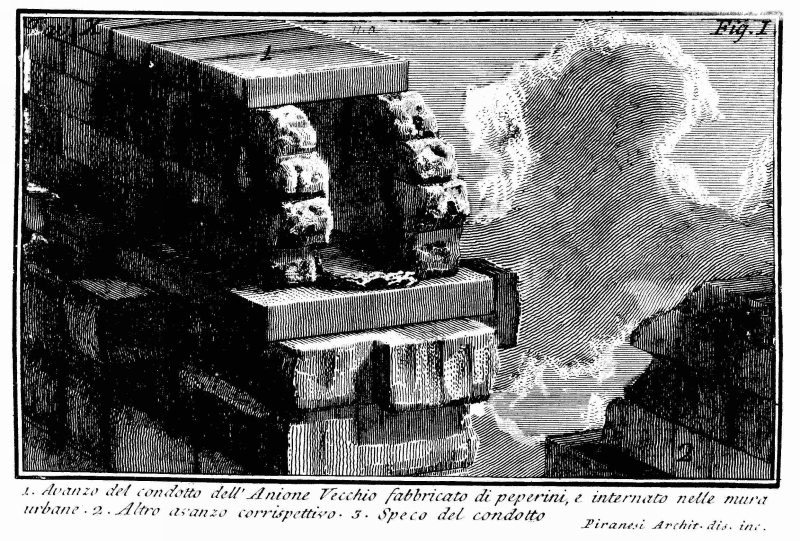 Fig. I
1
2
1. Avanzo del condotto dell' Anione Vecchio fabbricato di peperini, e internato nelle mura
urbane. 2. Altro avanzo corrispettivo. 3. Speco del condotto
Piranesi Archit. dis. inc.